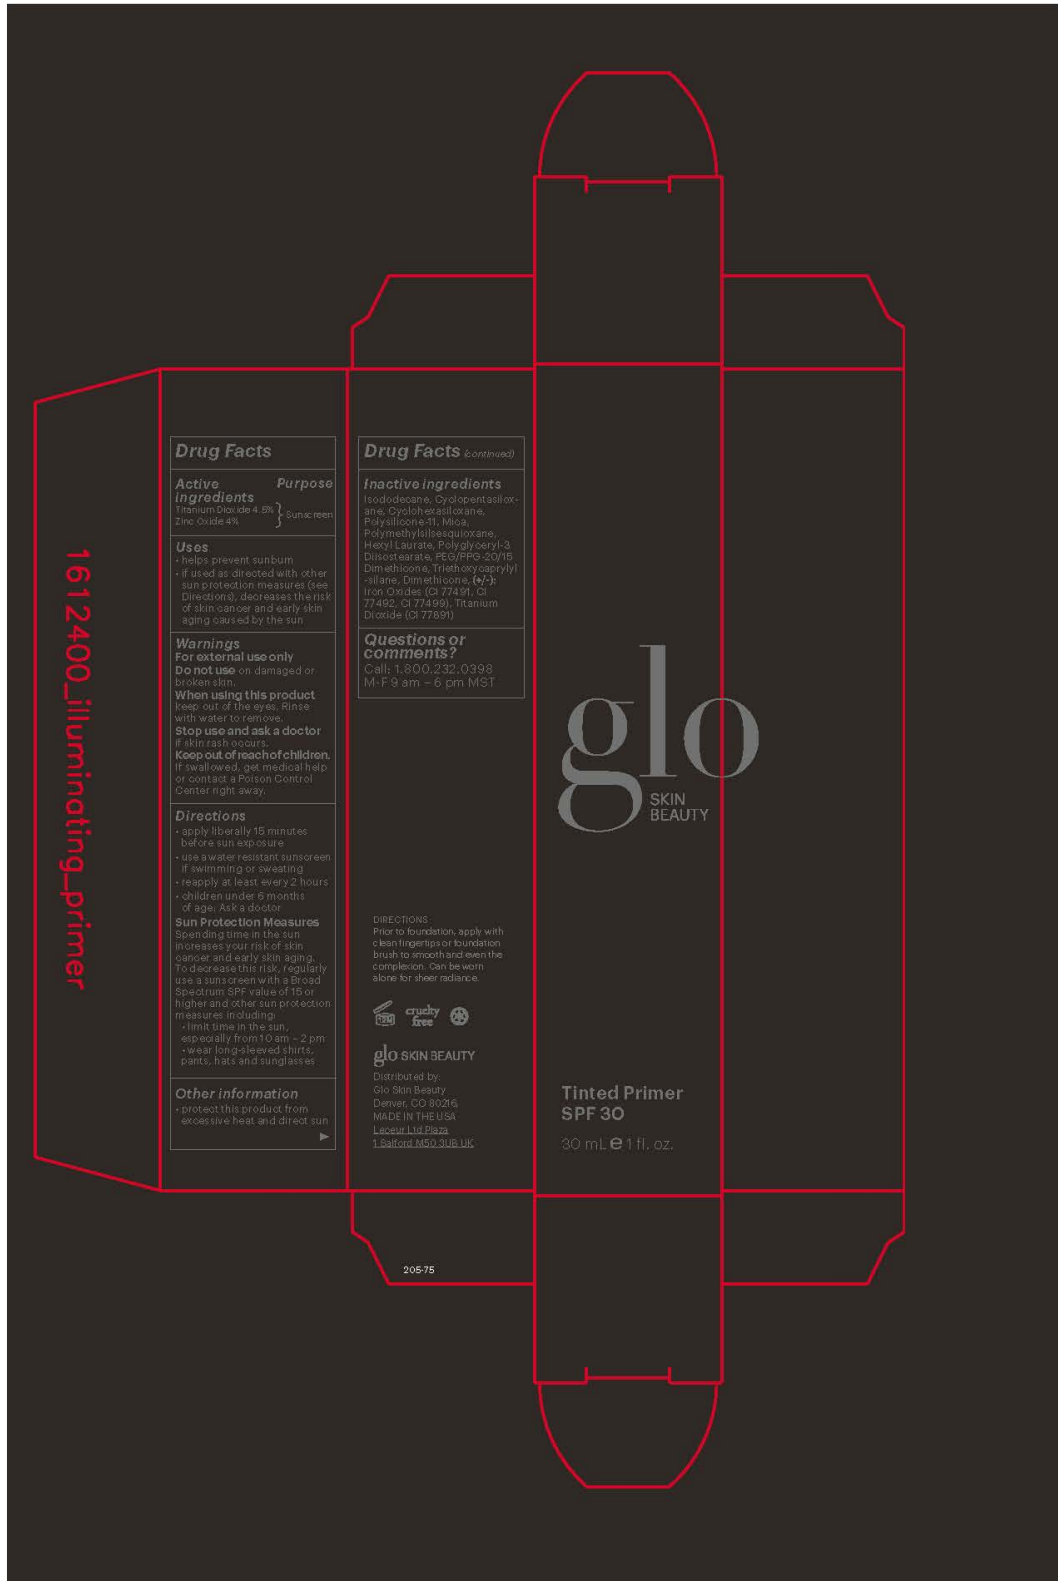 1612400_illuminating_primer
Drug Facts
Active Purpose
ingredients
Titanium Dioxide 4.5%
Zinc Oxide 4%
Sunscreen
Uses
• helps prevent sunburn
• if used as directed with other
sun protection measures (see
Directions), decreases the risk
of skin cancer and early skin
aging caused by the sun
Warnings
For external use only
Do not use on damaged or
broken skin.
When using this product
keep out of the eyes. Rinse
with water to remove.
Stop use and ask a doctor
if skin rash occurs.
Keep out of reach of children.
If swallowed, get medical help
or contact a Poison Control
Center right away.
Directions
• apply liberally 15 minutes
before sun exposure
• use a water resistant sunscreen
if swimming or sweating
• reapply at least every 2 hours
• children under 6 months
of age: Ask a doctor
Sun Protection Measures
Spending time in the sun
increases your risk of skin
cancer and early skin aging.
To decrease this risk, regularly
use a sunscreen with a Broad
Spectrum SPF value of 15 or
higher and other sun protection
measures including:
• limit time in the sun,
especially from 10 am – 2 pm
• wear long-sleeved shirts,
pants, hats and sunglasses
Other information
• protect this product from
excessive heat and direct sun
Drug Facts (continued)
Inactive ingredients
Isododecane, Cyclopentasilox-
ane, Cyclohexasiloxane,
Polysilicone-11, Mica,
Polymethylsilsesquioxane,
Hexyl Laurate, Polyglyceryl-3
Diisostearate, PEG/PPG-20/15
Dimethicone, Triethoxycaprylyl
-silane, Dimethicone, (+/-):
Iron Oxides (CI 77491, CI
77492, CI 77499), Titanium
Dioxide (CI 77891)
Questions or
comments?
Call: 1.800.232.0398
M-F 9 am – 6 pm MST
DIRECTIONS
Prior to foundation, apply with
clean fingertips or foundation
brush to smooth and even the
complexion. Can be worn
alone for sheer radiance.
12M
cruelty
free
glo SKIN BEAUTY
Distributed by:
Glo Skin Beauty
Denver, CO 80216
MADE IN THE USA
Leceur Ltd Plaza
1 Salford M50 3UB UK
205-75
glo
SKIN
BEAUTY
Tinted Primer
SPF 30
30 mL e 1 fl. oz.